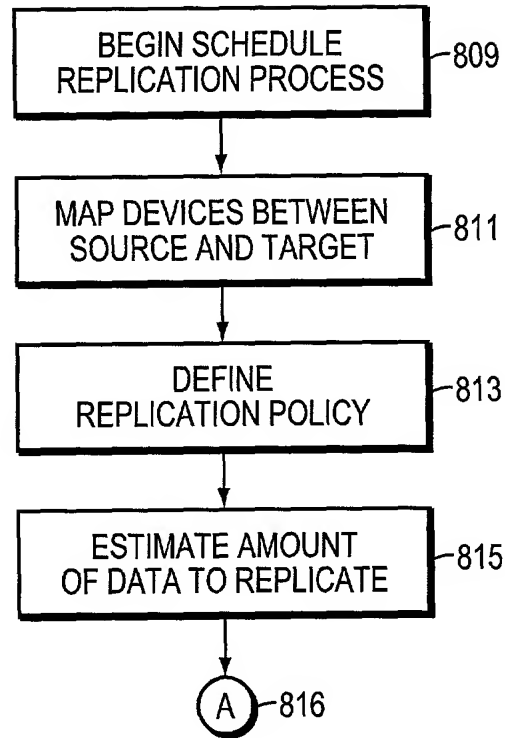 BEGIN SCHEDULE
REPLICATION PROCESS
809
MAP DEVICES BETWEEN
SOURCE AND TARGET
811
DEFINE
REPLICATION POLICY
813
ESTIMATE AMOUNT
OF DATA TO REPLICATE
815
A
816